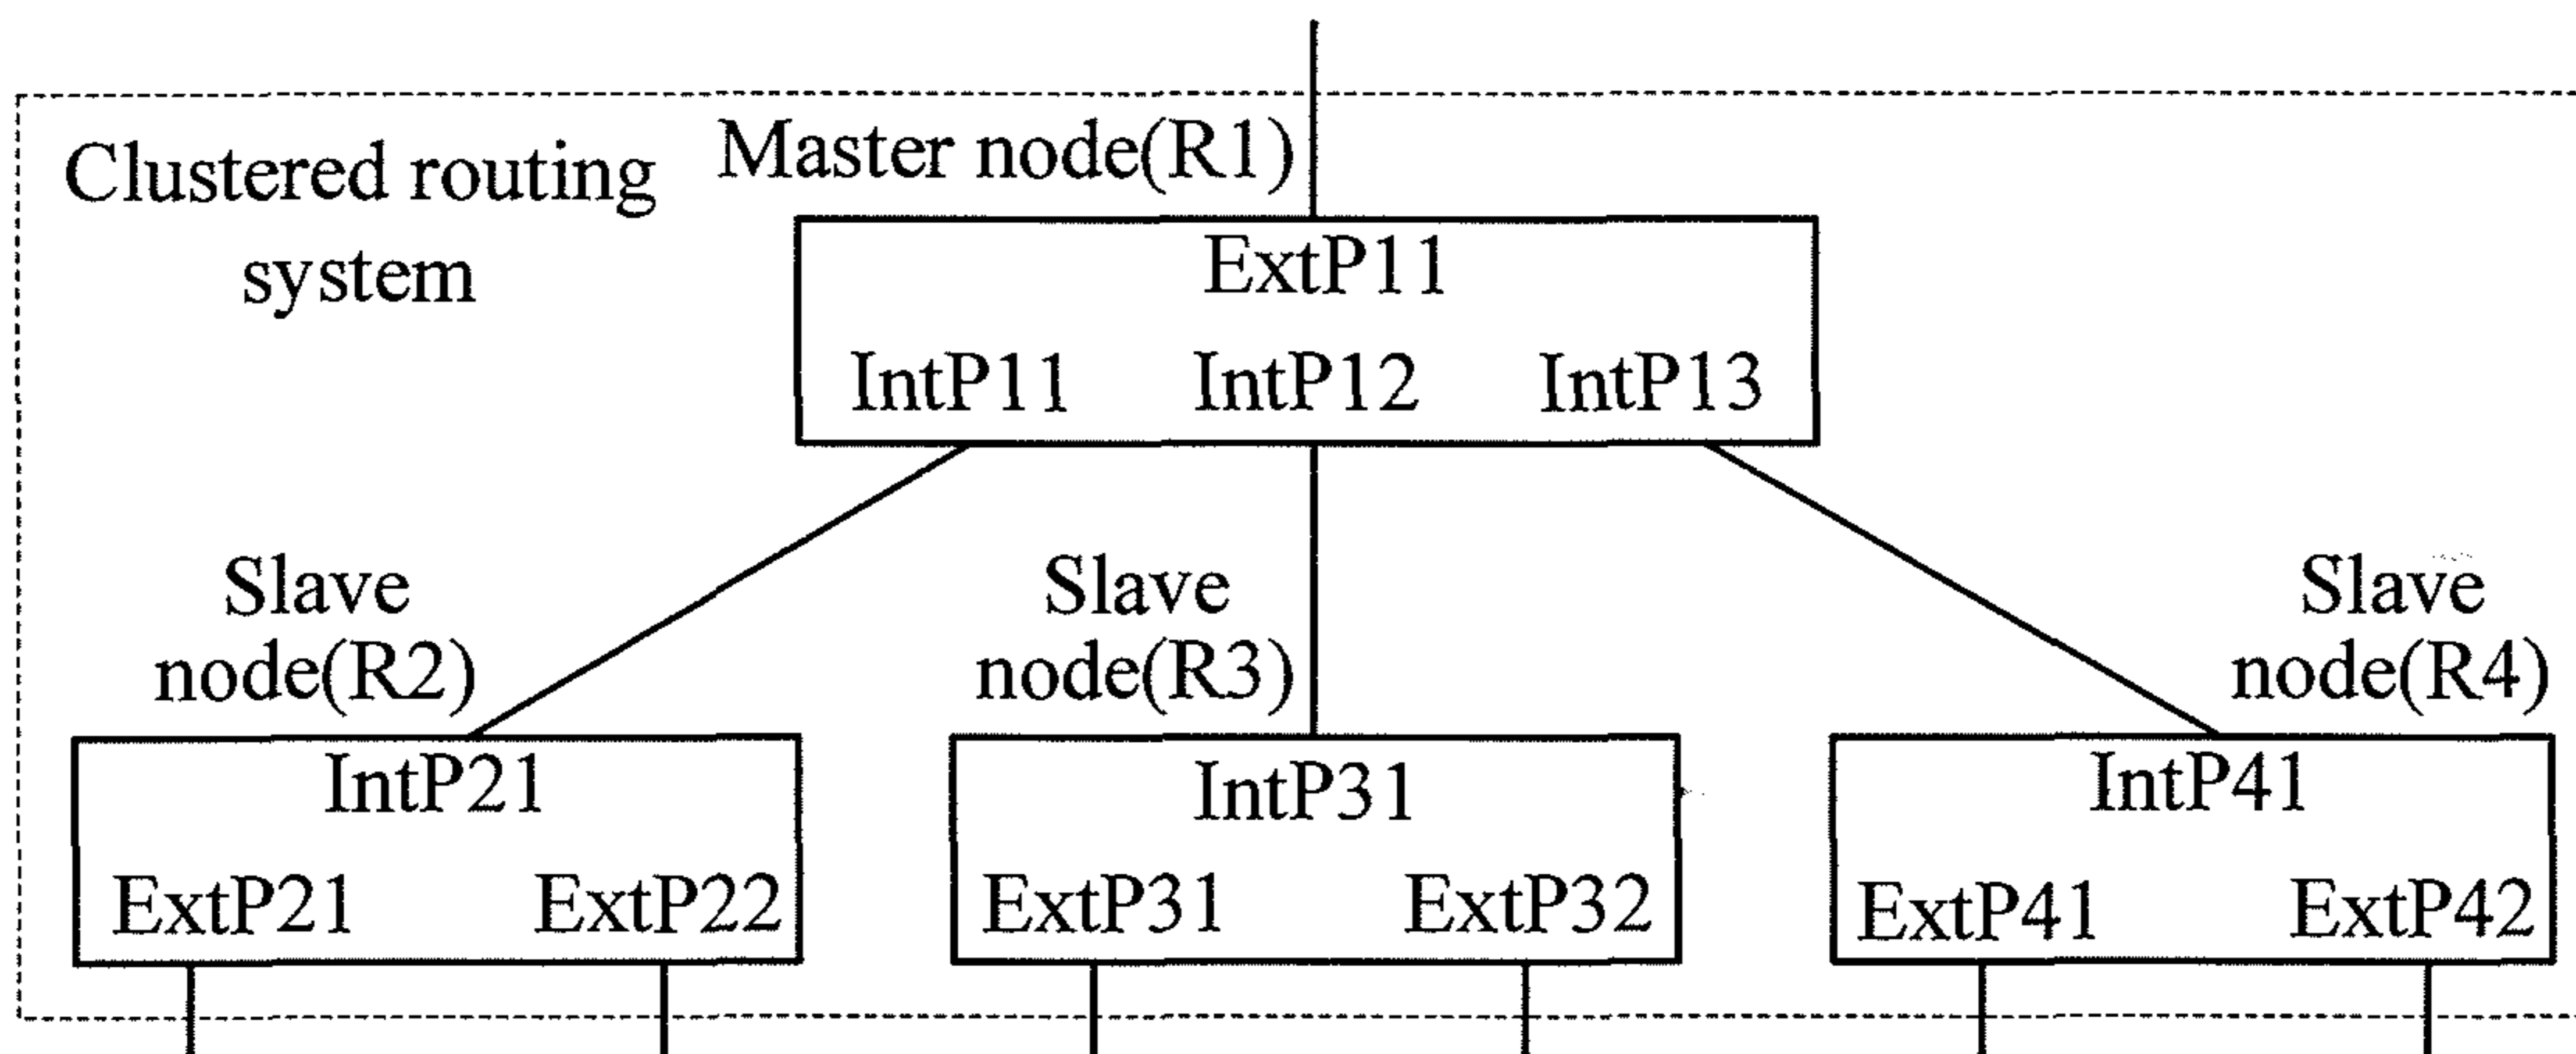 Clustered routing
system
Master node(R1)
ExtP11
IntP11 IntP12 IntP13
Slave
node(R2)
Slave
node(R3)
Slave
node(R4)
IntP21
ExtP21 ExtP22
IntP31
ExtP31 ExtP32
IntP41
ExtP41 ExtP42